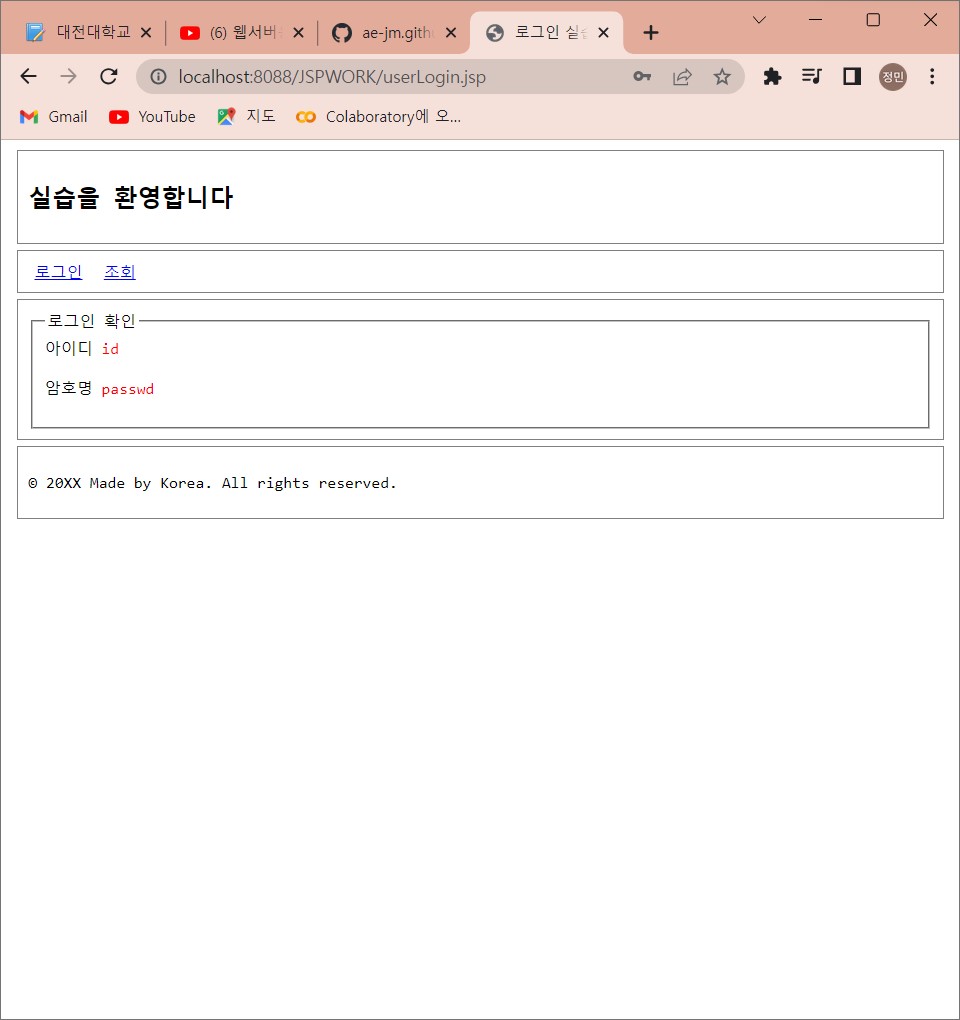 대전대학교
(6) 웹서버
ae-jm.gith
로그인 실
localhost:8088/JSPWORK/userLogin.jsp
정민
Gmail
YouTube
지도
Colaboratory에 오...
실습을 환영합니다
로그인 조회
로그인 확인
아이디 id
암호명 passwd
© 20XX Made by Korea. All rights reserved.